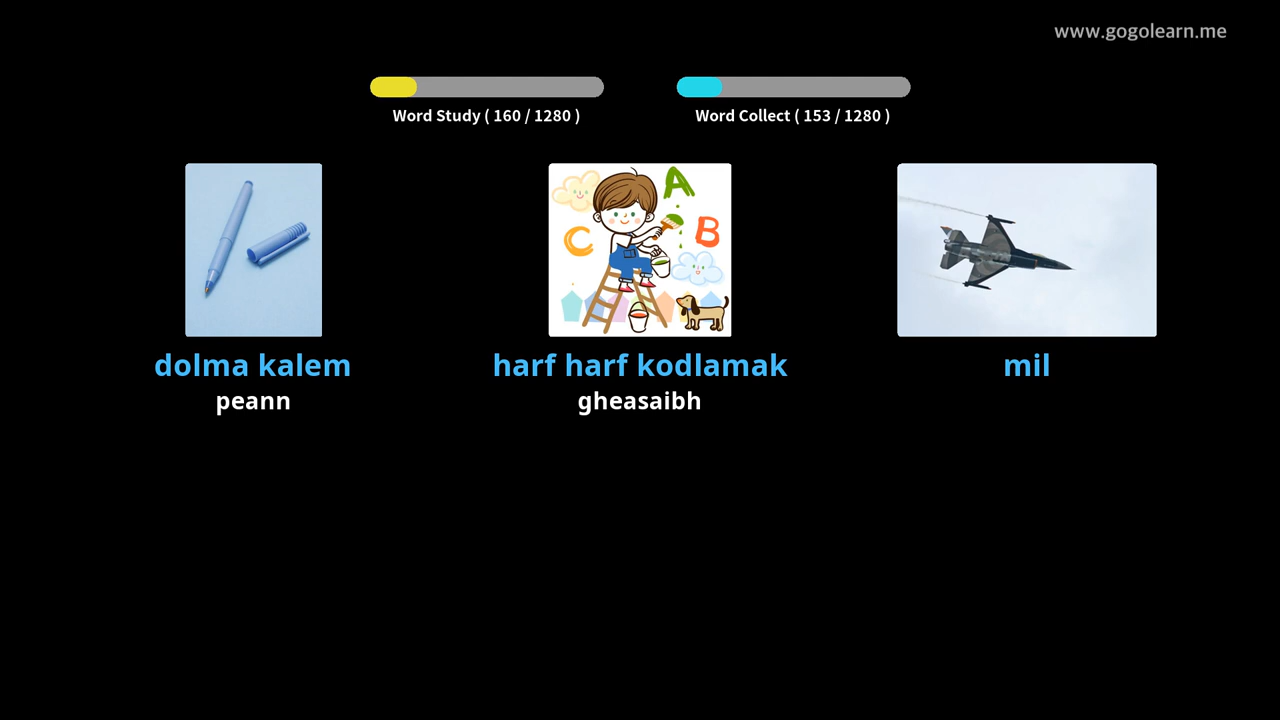 www.gogolearn.me
Word Study ( 160 / 1280 )
Word Collect ( 153 / 1280 )
A
B
C
dolma kalem
peann
harf harf kodlamak
gheasaibh
mil